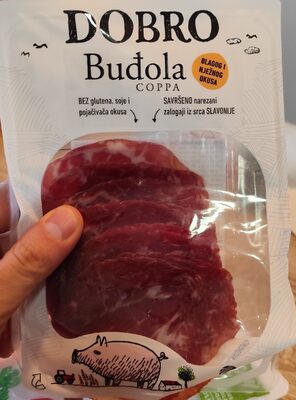 DOBRO
Buđola
COPPA
BLAGOG I
NJEŽNOG
OKUSA
BEZ glutena, soje i
pojačivača okusa
SAVRŠENO narezani
zalogaji iz srca SLAVONIJE